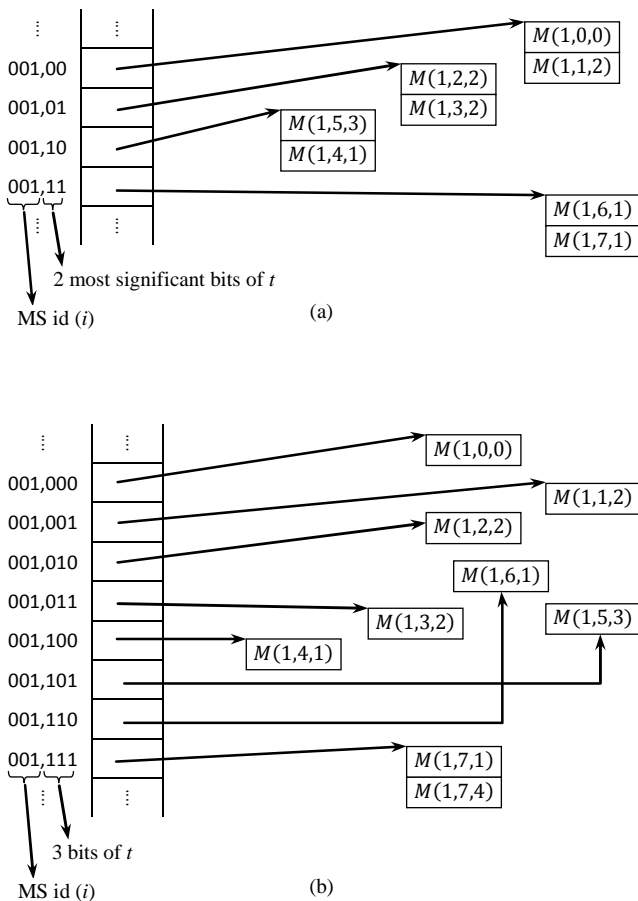 ⋮ ⋮
M(1,0,0)
001,00
M(1,1,2)
M(1,2,2)
001,01
M(1,3,2)
M(1,5,3)
001,10
M(1,4,1)
001,11
M(1,6,1)
⋮ ⋮
M(1,7,1)
2 most significant bits of t
MS id (i)
(a)
⋮ ⋮
M(1,0,0)
001,000
M(1,1,2)
001,001
M(1,2,2)
001,010
M(1,6,1)
001,011
M(1,3,2)
M(1,5,3)
001,100
M(1,4,1)
001,101
001,110
001,111
M(1,7,1)
⋮ ⋮
M(1,7,4)
3 bits of t
MS id (i)
(b)